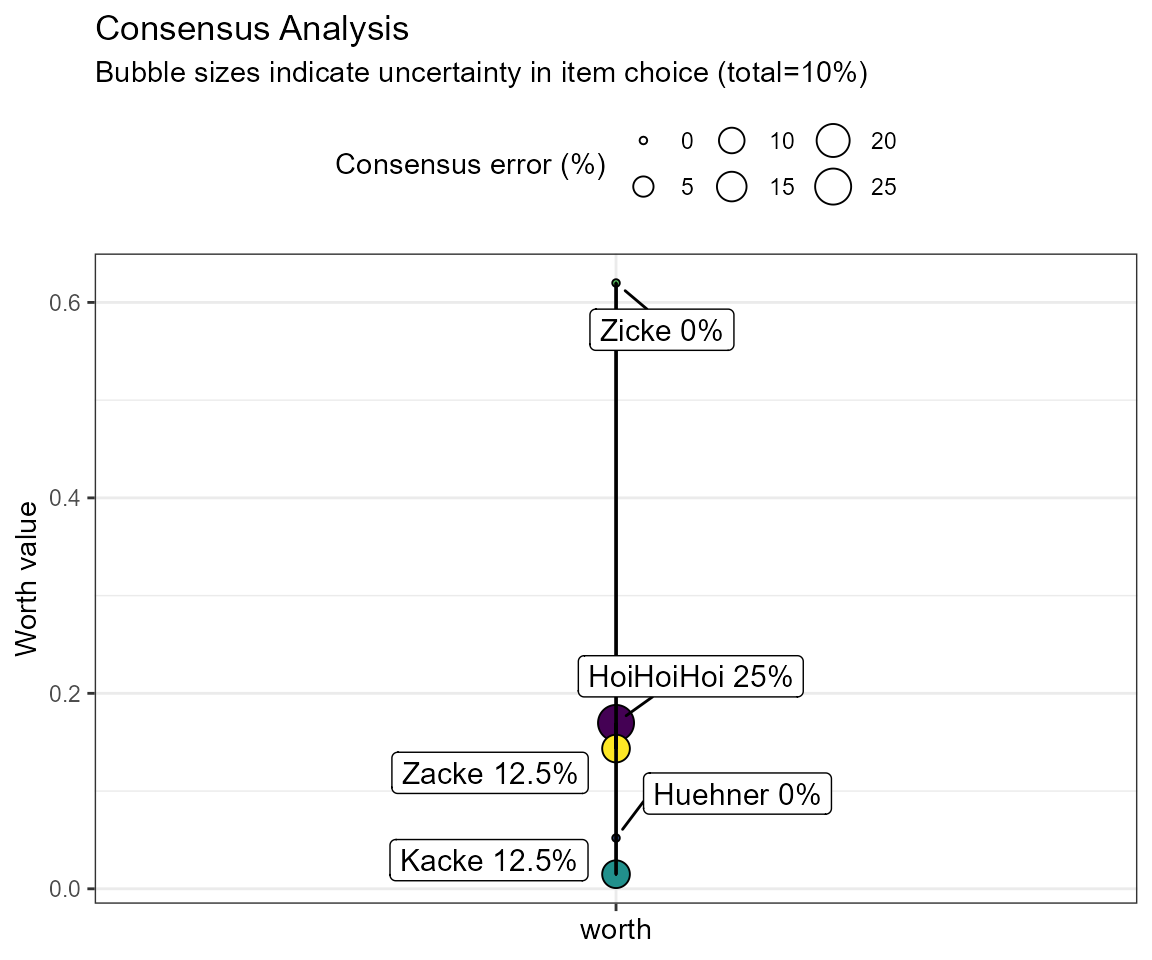 Consensus Analysis
Bubble sizes indicate uncertainty in item choice (total=10%)
Consensus error (%)
0 10 20
5 15 25
Worth value
0.6
0.4
0.2
0.0
Zicke 0%
HoiHoiHoi 25%
Zacke 12.5%
Huehner 0%
Kacke 12.5%
worth